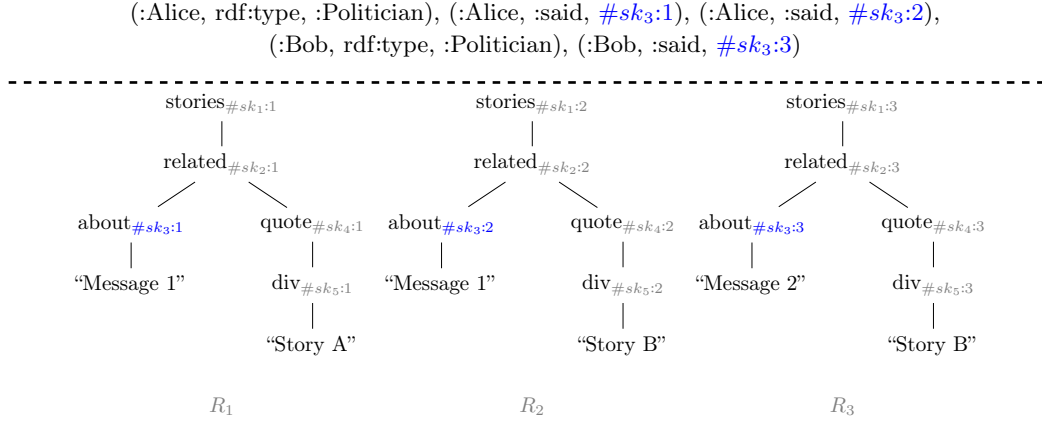 (:Alice, rdf:type, :Politician), (:Alice, :said, #sk₃:1), (:Alice, :said, #sk₃:2),
(:Bob, rdf:type, :Politician), (:Bob, :said, #sk₃:3)
stories#sk₁:1 stories#sk₁:2 stories#sk₁:3
related#sk₂:1 related#sk₂:2 related#sk₂:3
about#sk₃:1 quote#sk₄:1 about#sk₃:2 quote#sk₄:2 about#sk₃:3 quote#sk₄:3
“Message 1” div#sk₅:1 “Message 1” div#sk₅:2 “Message 2” div#sk₅:3
“Story A” “Story B” “Story B”
R₁ R₂ R₃